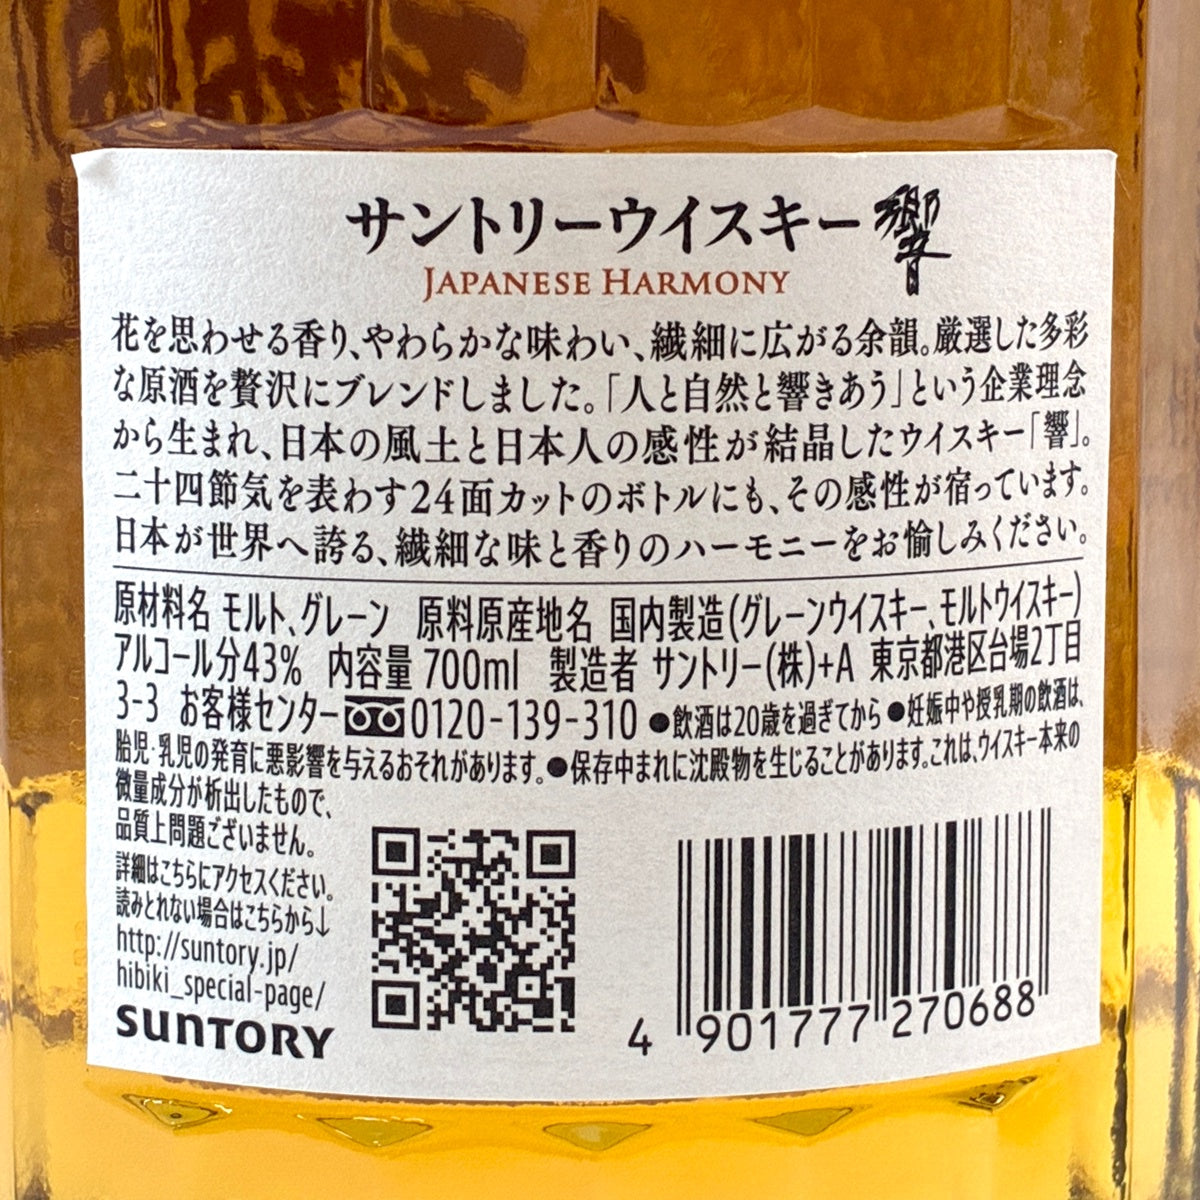 サントリーウイスキー 響
JAPANESE HARMONY
花を思わせる香り、やわらかな味わい、繊細に広がる余韻。厳選した多彩
な原酒を贅沢にブレンドしました。「人と自然と響きあう」という企業理念
から生まれ、日本の風土と日本人の感性が結晶したウイスキー「響」。
二十四節気を表わす24面カットのボトルにも、その感性が宿っています。
日本が世界へ誇る、繊細な味と香りのハーモニーをお愉しみください。
原材料名 モルト、グレーン 原料原産地名 国内製造(グレーンウイスキー、モルトウイスキー)
アルコール分43% 内容量 700ml 製造者 サントリー(株)+A 東京都港区台場2丁目
3-3 お客様センター 0120-139-310 ●飲酒は20歳を過ぎてから ●妊娠中や授乳期の飲酒は、
胎児・乳児の発育に悪影響を与えるおそれがあります。●保存中まれに沈殿物を生じることがあります。これは、ウイスキー本来の
微量成分が析出したもので、
品質上問題ございません。
詳細はこちらにアクセスください。
読みとれない場合はこちらから↓
http://suntory.jp/
hibiki_special-page/
SUNTORY
4 901777 270688